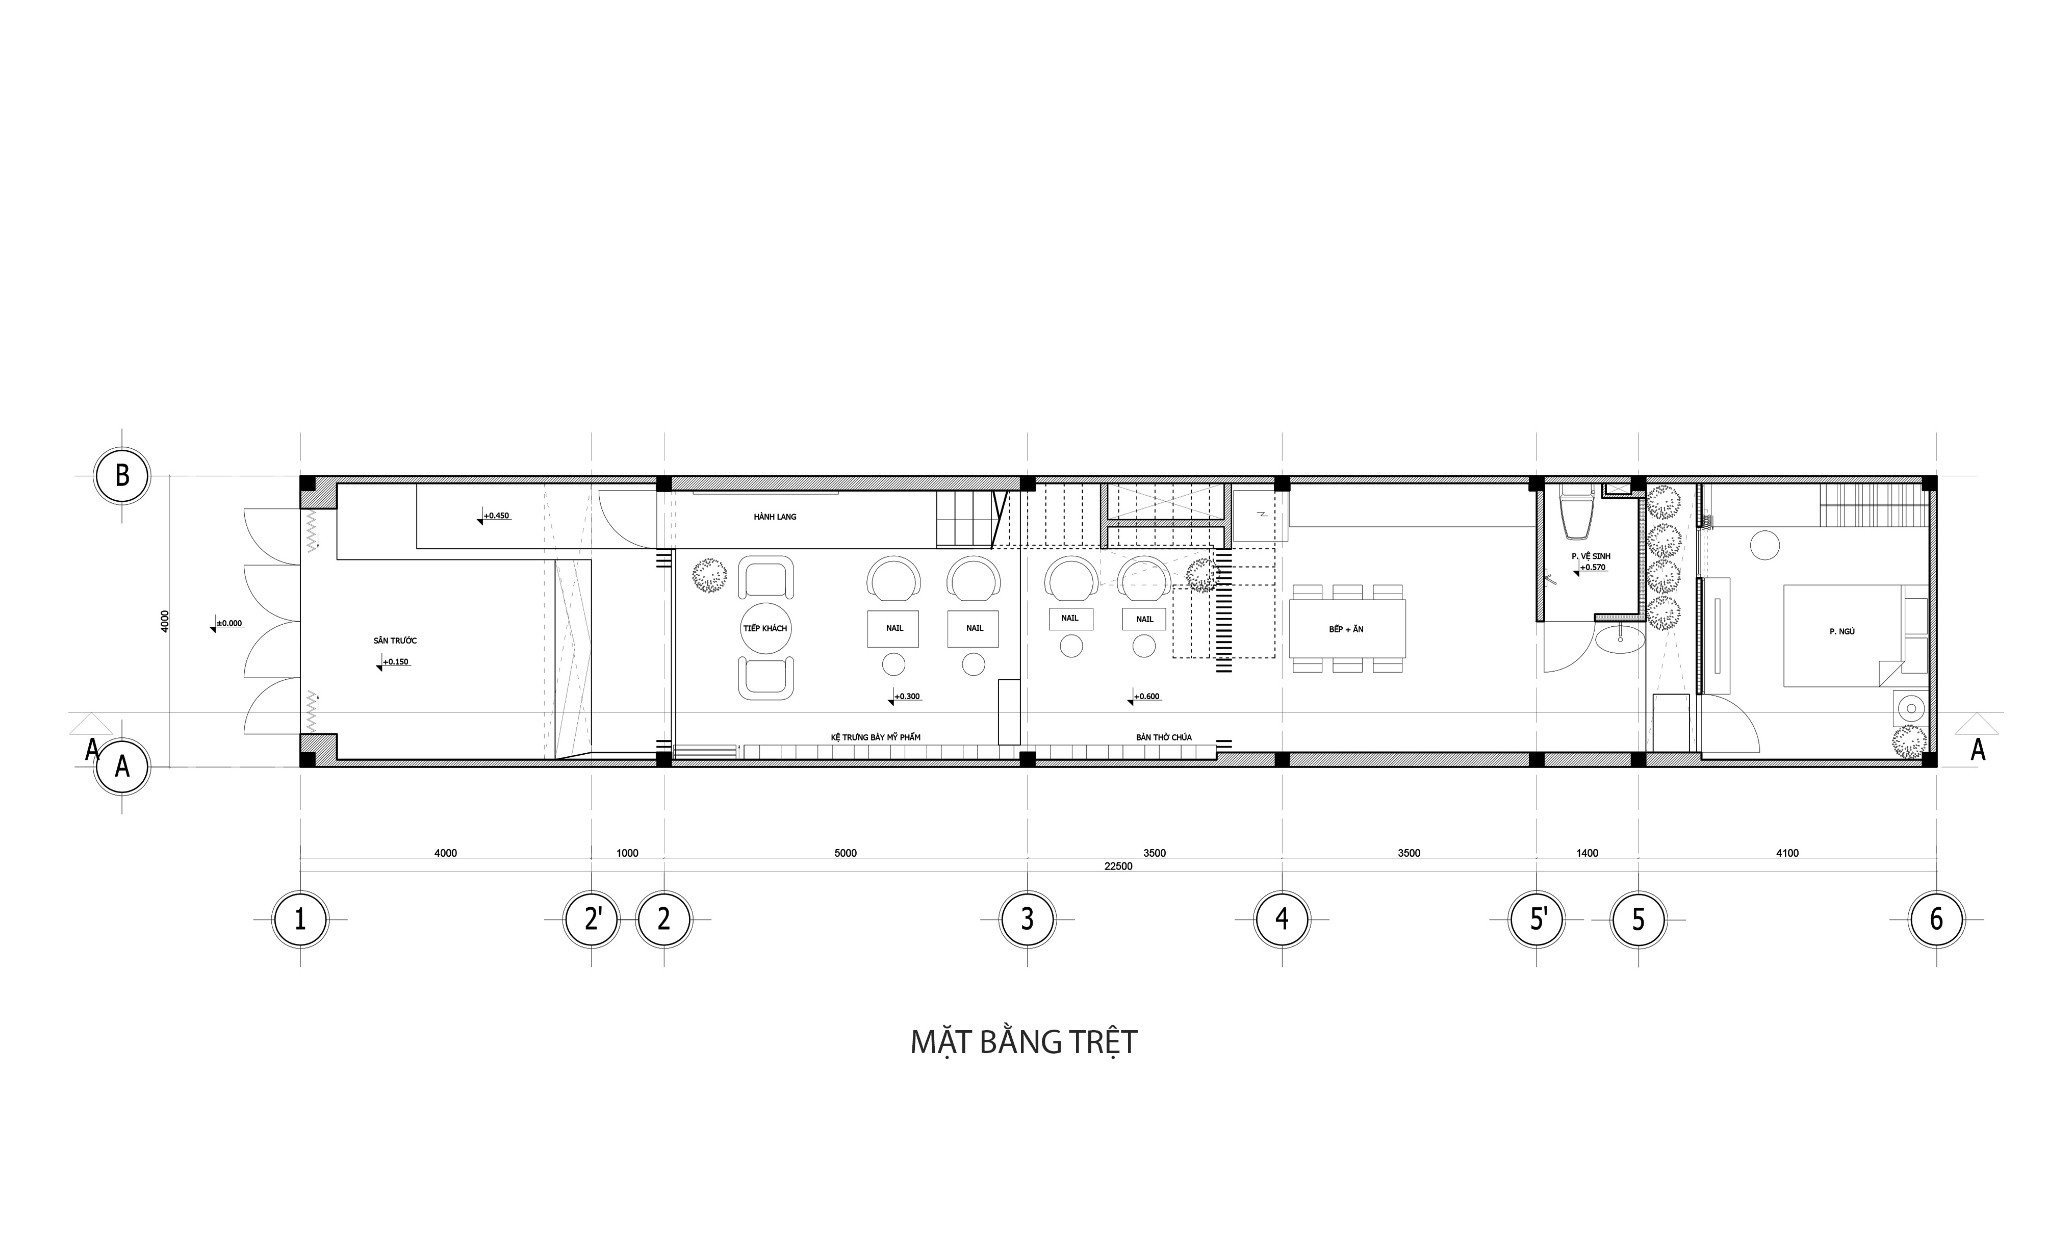 B
+0.450
HÀNH LANG
N
P. VỆ SINH
+0.570
4000
±0.000
SÂN TRƯỚC
+0.150
TIẾP KHÁCH
NAIL
NAIL
NAIL
NAIL
BẾP + ĂN
P. NGỦ
+0.300
+0.600
KỆ TRƯNG BÀY MỸ PHẨM
BÀN THỜ CHÚA
A
A
A
4000
1000
5000
3500
3500
1400
4100
22500
1
2'
2
3
4
5'
5
6
MẶT BẰNG TRỆT